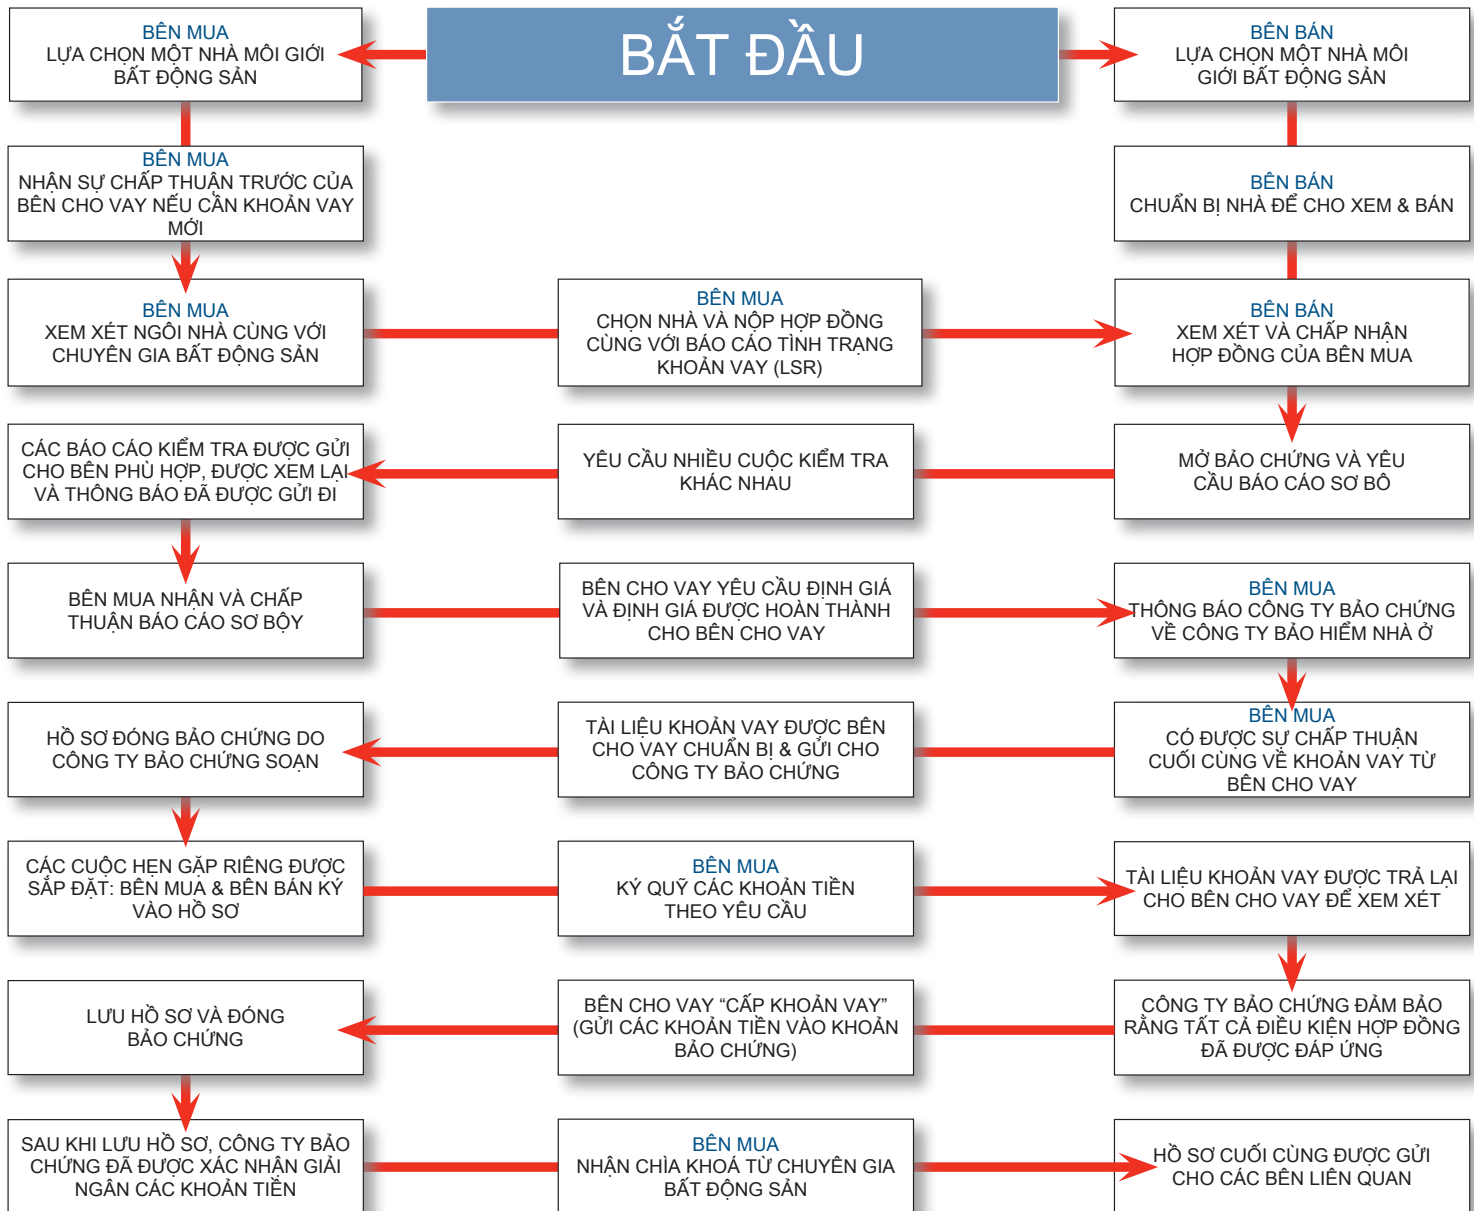 BẮT ĐẦU
BÊN MUA
LỰA CHỌN MỘT NHÀ MÔI GIỚI
BẤT ĐỘNG SẢN
BÊN BÁN
LỰA CHỌN MỘT NHÀ MÔI
GIỚI BẤT ĐỘNG SẢN
BÊN MUA
NHẬN SỰ CHẤP THUẬN TRƯỚC CỦA
BÊN CHO VAY NẾU CẦN KHOẢN VAY
MỚI
BÊN BÁN
CHUẨN BỊ NHÀ ĐỂ CHO XEM & BÁN
BÊN MUA
XEM XÉT NGÔI NHÀ CÙNG VỚI
CHUYÊN GIA BẤT ĐỘNG SẢN
BÊN MUA
CHỌN NHÀ VÀ NỘP HỢP ĐỒNG
CÙNG VỚI BÁO CÁO TÌNH TRẠNG
KHOẢN VAY (LSR)
BÊN BÁN
XEM XÉT VÀ CHẤP NHẬN
HỢP ĐỒNG CỦA BÊN MUA
MỞ BẢO CHỨNG VÀ YÊU
CẦU BÁO CÁO SƠ BÔ
YÊU CẦU NHIỀU CUỘC KIỂM TRA
KHÁC NHAU
CÁC BÁO CÁO KIỂM TRA ĐƯỢC GỬI
CHO BÊN PHÙ HỢP, ĐƯỢC XEM LẠI
VÀ THÔNG BÁO ĐÃ ĐƯỢC GỬI ĐI
BÊN MUA NHẬN VÀ CHẤP
THUẬN BÁO CÁO SƠ BỘY
BÊN CHO VAY YÊU CẦU ĐỊNH GIÁ
VÀ ĐỊNH GIÁ ĐƯỢC HOÀN THÀNH
CHO BÊN CHO VAY
BÊN MUA
THÔNG BÁO CÔNG TY BẢO CHỨNG
VỀ CÔNG TY BẢO HIỂM NHÀ Ở
BÊN MUA
CÓ ĐƯỢC SỰ CHẤP THUẬN
CUỐI CÙNG VỀ KHOẢN VAY TỪ
BÊN CHO VAY
TÀI LIỆU KHOẢN VAY ĐƯỢC BÊN
CHO VAY CHUẨN BỊ & GỬI CHO
CÔNG TY BẢO CHỨNG
HỒ SƠ ĐÓNG BẢO CHỨNG DO
CÔNG TY BẢO CHỨNG SOẠN
CÁC CUỘC HẸN GẶP RIÊNG ĐƯỢC
SẮP ĐẶT: BÊN MUA & BÊN BÁN KÝ
VÀO HỒ SƠ
BÊN MUA
KÝ QUỸ CÁC KHOẢN TIỀN
THEO YÊU CẦU
TÀI LIỆU KHOẢN VAY ĐƯỢC TRẢ LẠI
CHO BÊN CHO VAY ĐỂ XEM XÉT
CÔNG TY BẢO CHỨNG ĐẢM BẢO
RẰNG TẤT CẢ ĐIỀU KIỆN HỢP ĐỒNG
ĐÃ ĐƯỢC ĐÁP ỨNG
BÊN CHO VAY “CẤP KHOẢN VAY”
(GỬI CÁC KHOẢN TIỀN VÀO KHOẢN
BẢO CHỨNG)
LƯU HỒ SƠ VÀ ĐÓNG
BẢO CHỨNG
SAU KHI LƯU HỒ SƠ, CÔNG TY BẢO
CHỨNG ĐÃ ĐƯỢC XÁC NHẬN GIẢI
NGÂN CÁC KHOẢN TIỀN
BÊN MUA
NHẬN CHÌA KHOÁ TỪ CHUYÊN GIA
BẤT ĐỘNG SẢN
HỒ SƠ CUỐI CÙNG ĐƯỢC GỬI
CHO CÁC BÊN LIÊN QUAN